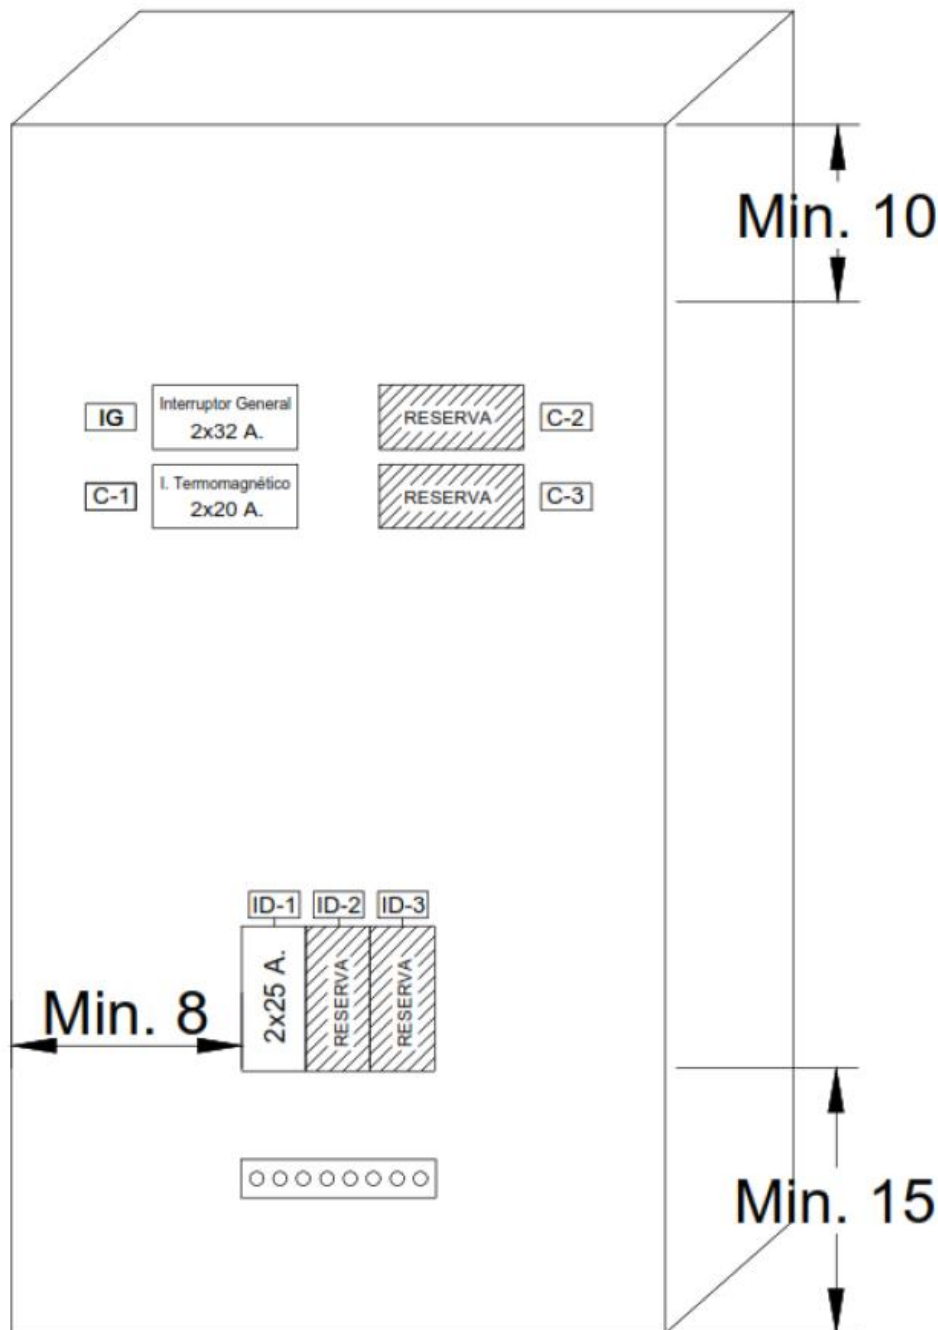 Min. 10
IG
Interruptor General
2x32 A.
RESERVA
C-2
C-1
I. Termomagnético
2x20 A.
RESERVA
C-3
ID-1
ID-2
ID-3
2x25 A.
RESERVA
RESERVA
Min. 8
Min. 15